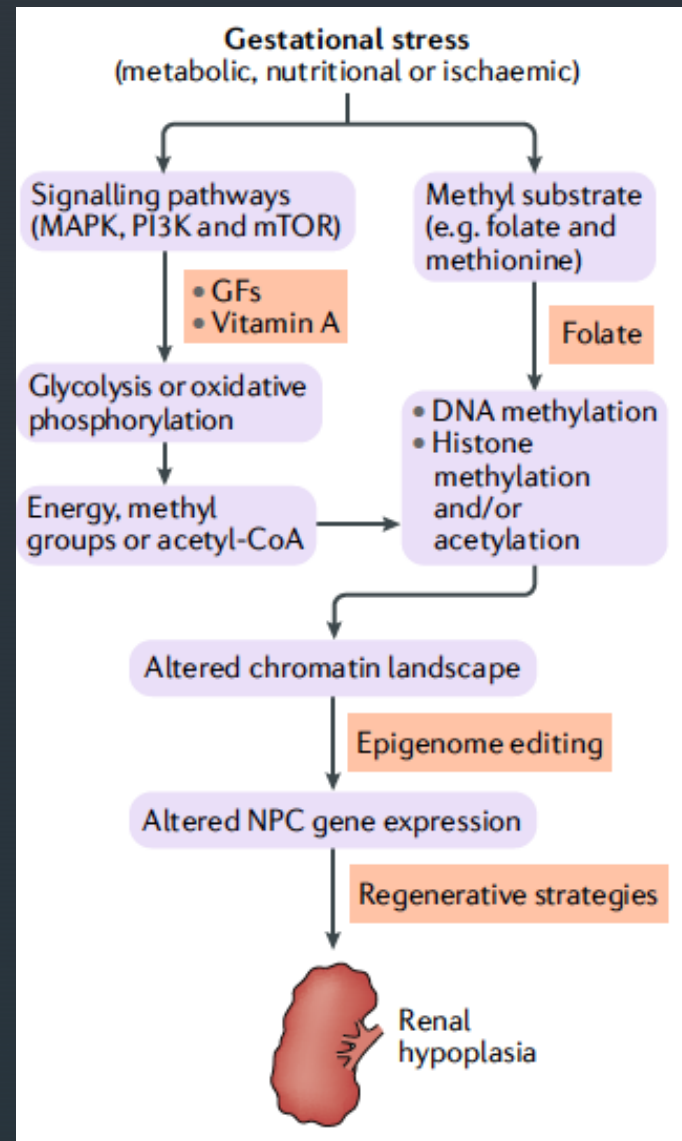 Gestational stress
(metabolic, nutritional or ischaemic)
Signalling pathways
(MAPK, PI3K and mTOR)
Methyl substrate
(e.g. folate and
methionine)
• GFs
• Vitamin A
Folate
Glycolysis or oxidative
phosphorylation
• DNA methylation
• Histone
methylation
and/or
acetylation
Energy, methyl
groups or acetyl-CoA
Altered chromatin landscape
Epigenome editing
Altered NPC gene expression
Regenerative strategies
Renal
hypoplasia